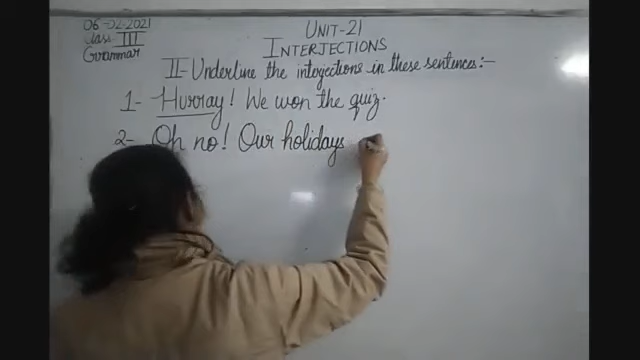 06-02-2021
UNIT-21
Class III
INTERJECTIONS
Grammar
II- Underline the interjections in these sentences:-
1- Hurray! We won the quiz.
2- Oh no! Our holidays